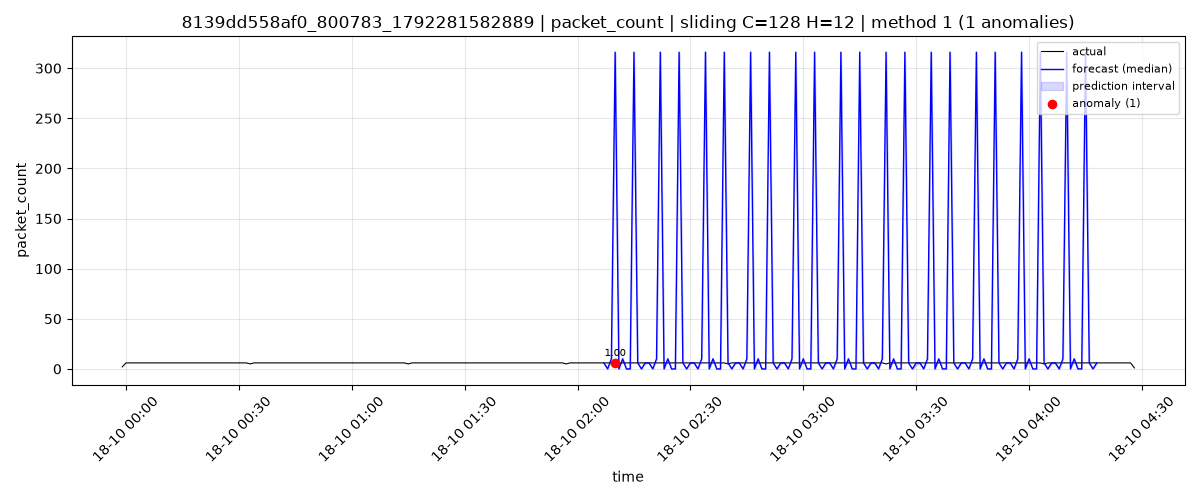 8139dd558af0_800783_1792281582889 | packet_count | sliding C=128 H=12 | method 1 (1 anomalies)
actual
forecast (median)
prediction interval
anomaly (1)
packet_count
300
250
200
150
100
50
0
1.00
18-10 00:00
18-10 00:30
18-10 01:00
18-10 01:30
18-10 02:00
18-10 02:30
18-10 03:00
18-10 03:30
18-10 04:00
18-10 04:30
time